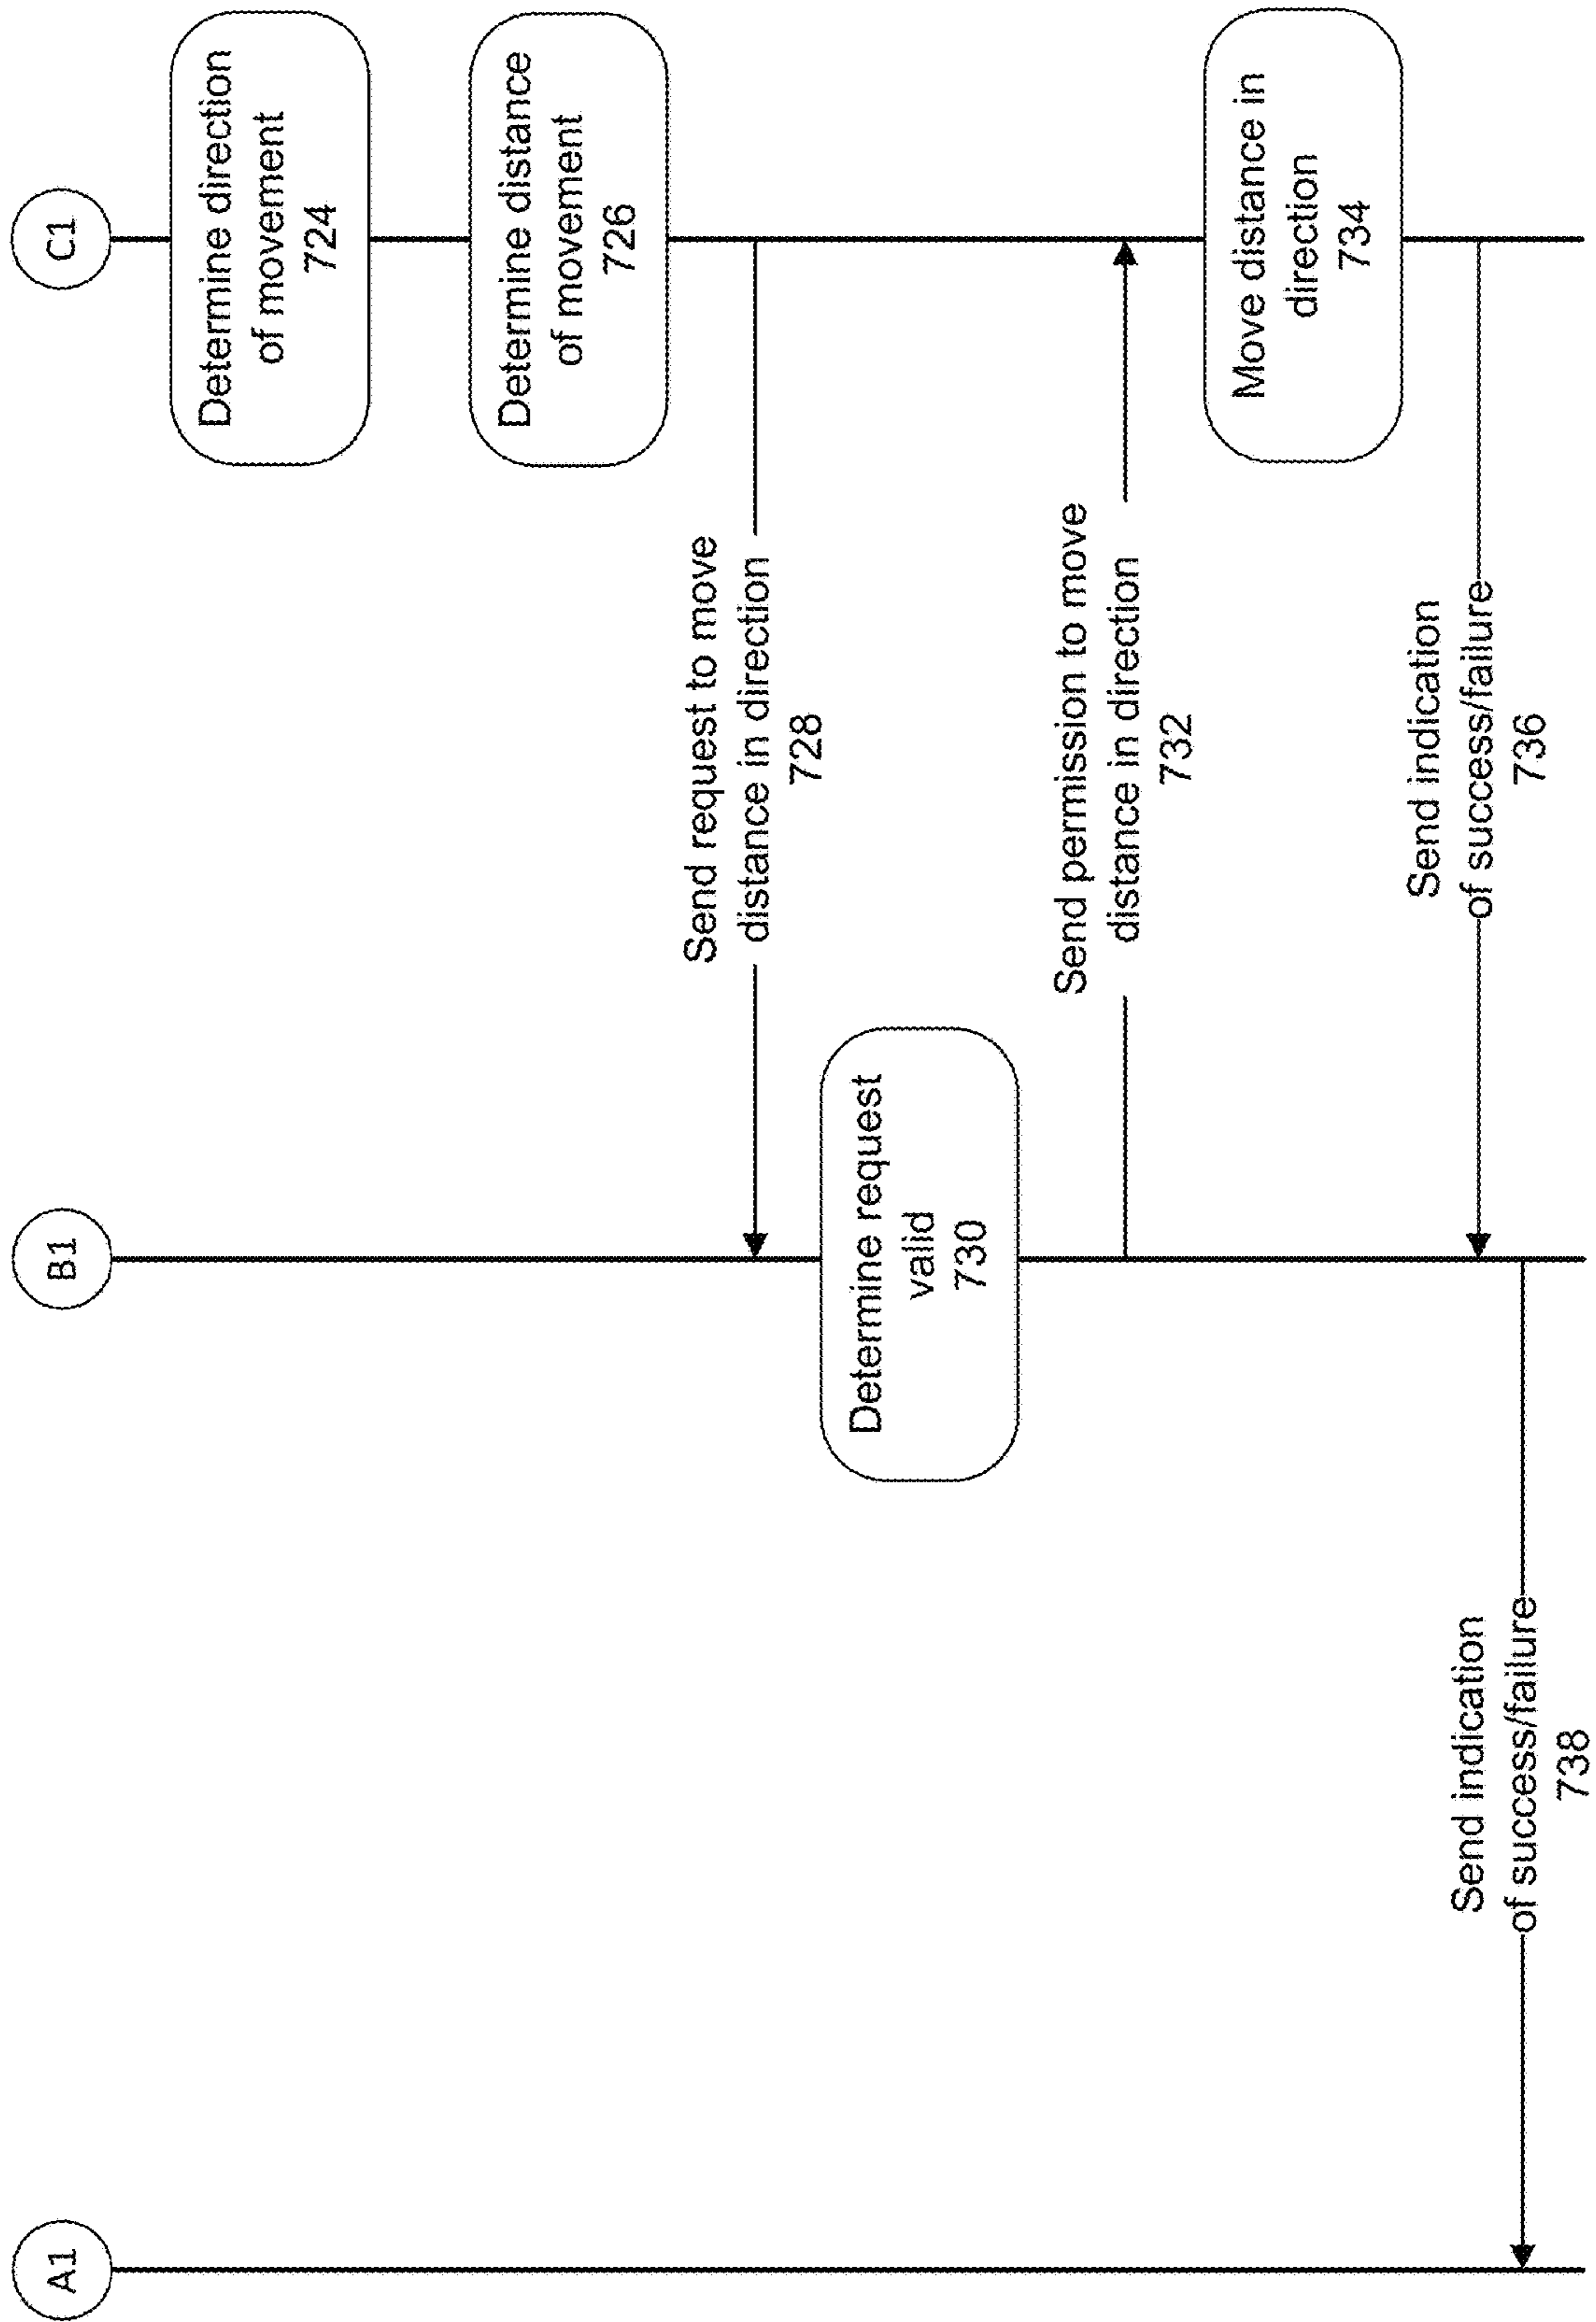 A1
B1
C1
Determine direction
of movement
724
Determine distance
of movement
726
Send request to move
distance in direction
728
Determine request
valid
730
Send permission to move
distance in direction
732
Move distance in
direction
734
Send indication
of success/failure
736
Send indication
of success/failure
738